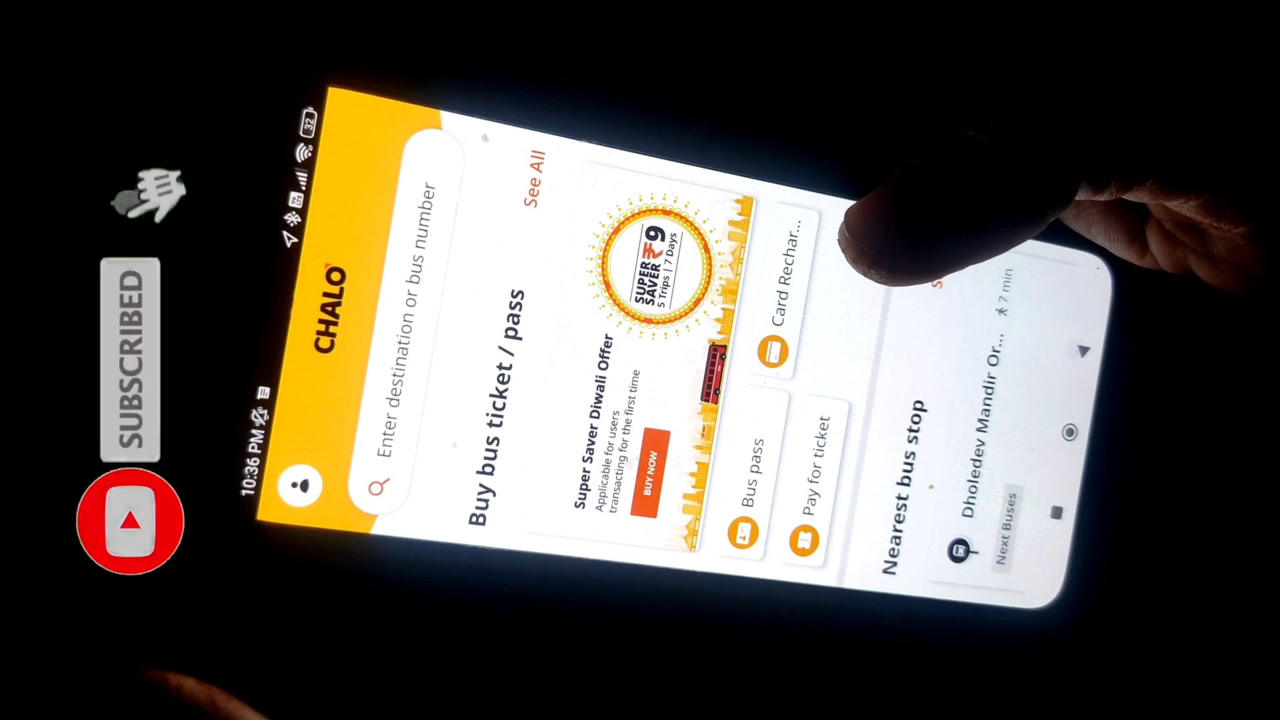 SUBSCRIBED
10:36 PM
32
CHALO
Enter destination or bus number
Buy bus ticket / pass
See All
Super Saver Diwali Offer
Applicable for users
transacting for the first time
BUY NOW
SUPER
SAVER ₹9
5 Trips | 7 Days
Bus pass
Card Rechar...
Pay for ticket
Nearest bus stop
Dholedev Mandir Or...
7 min
Next Buses